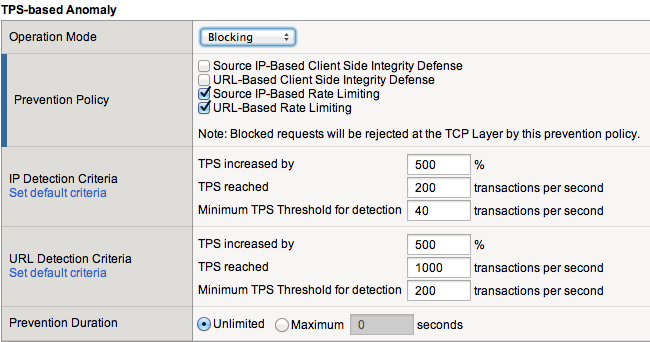 TPS-based Anomaly
Operation Mode
Blocking
Prevention Policy
Source IP-Based Client Side Integrity Defense
URL-Based Client Side Integrity Defense
Source IP-Based Rate Limiting
URL-Based Rate Limiting
Note: Blocked requests will be rejected at the TCP Layer by this prevention policy.
IP Detection Criteria
Set default criteria
TPS increased by 500 %
TPS reached 200 transactions per second
Minimum TPS Threshold for detection 40 transactions per second
URL Detection Criteria
Set default criteria
TPS increased by 500 %
TPS reached 1000 transactions per second
Minimum TPS Threshold for detection 200 transactions per second
Prevention Duration
Unlimited Maximum 0 seconds